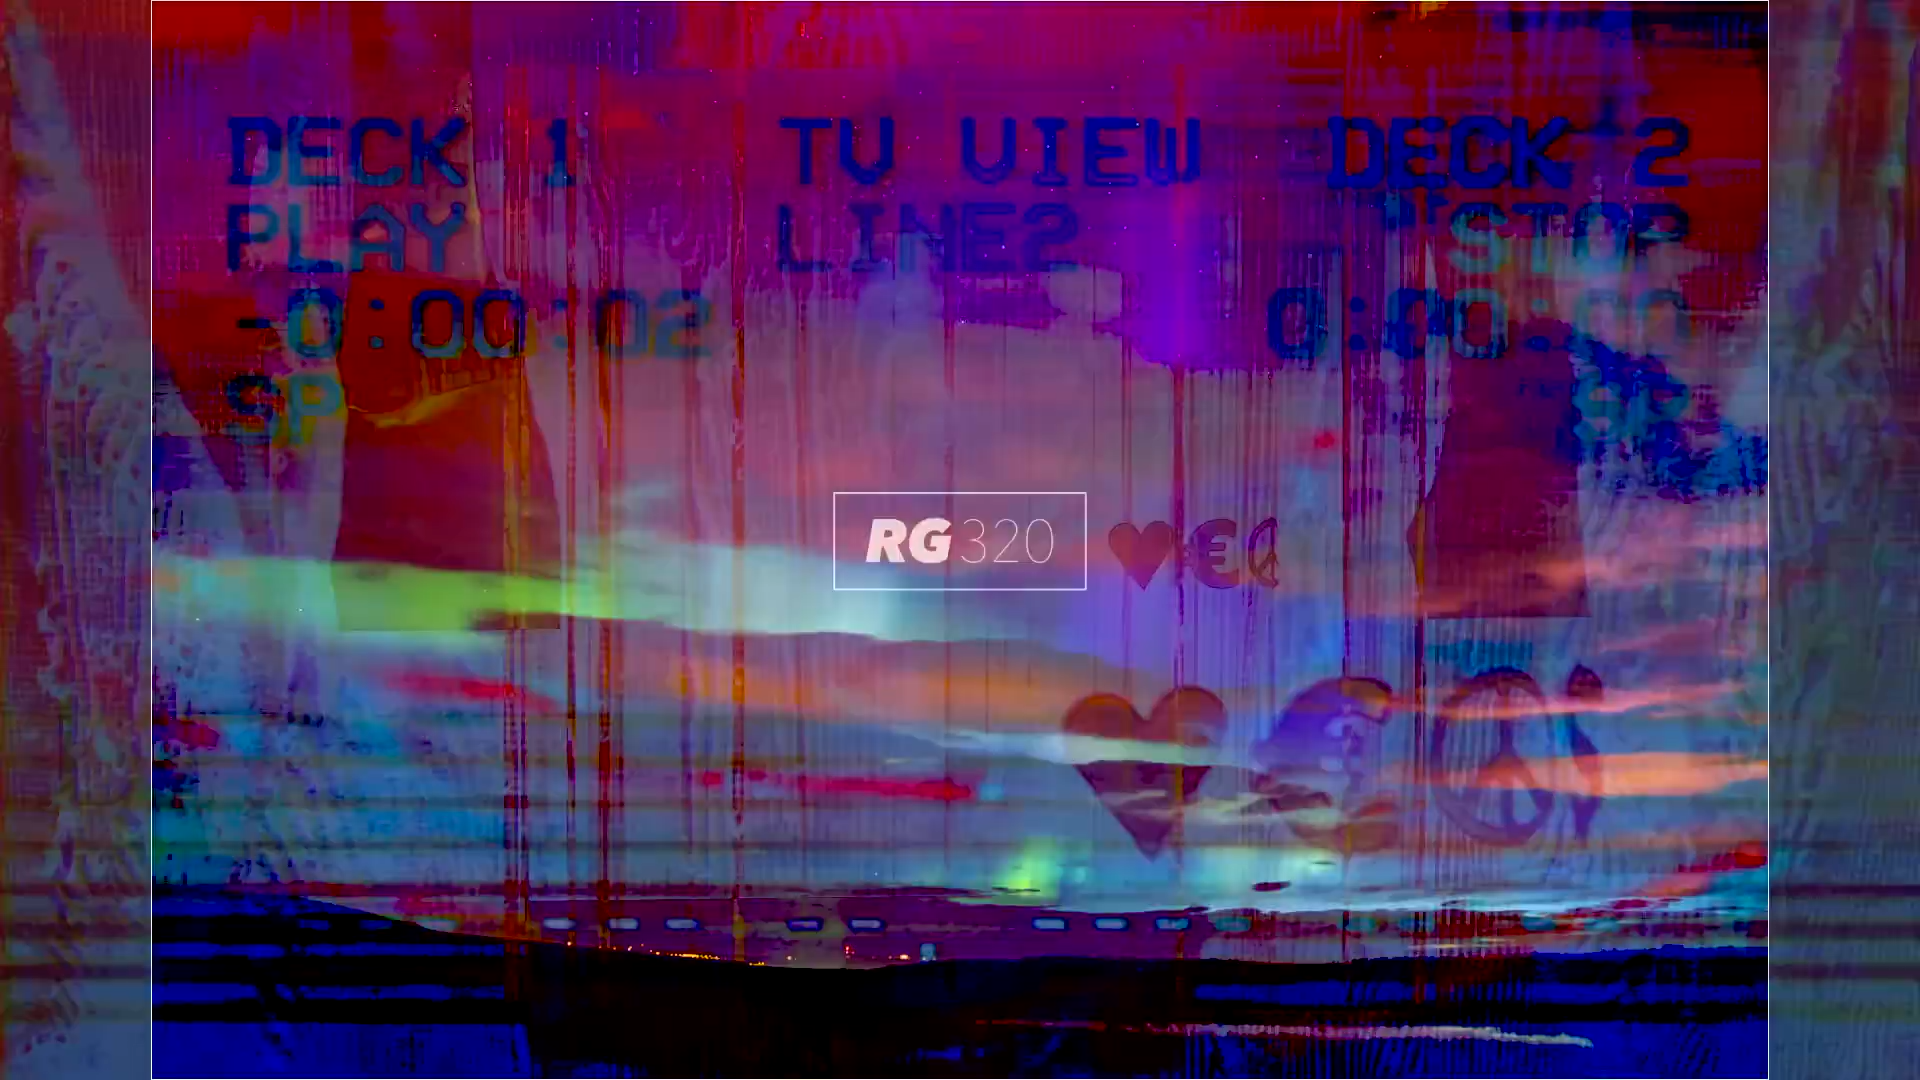 DECK 1
PLAY
-0:00:02
SP
TV VIEW
LINE2
DECK 2
STOP
0:00:00
SP
RG320